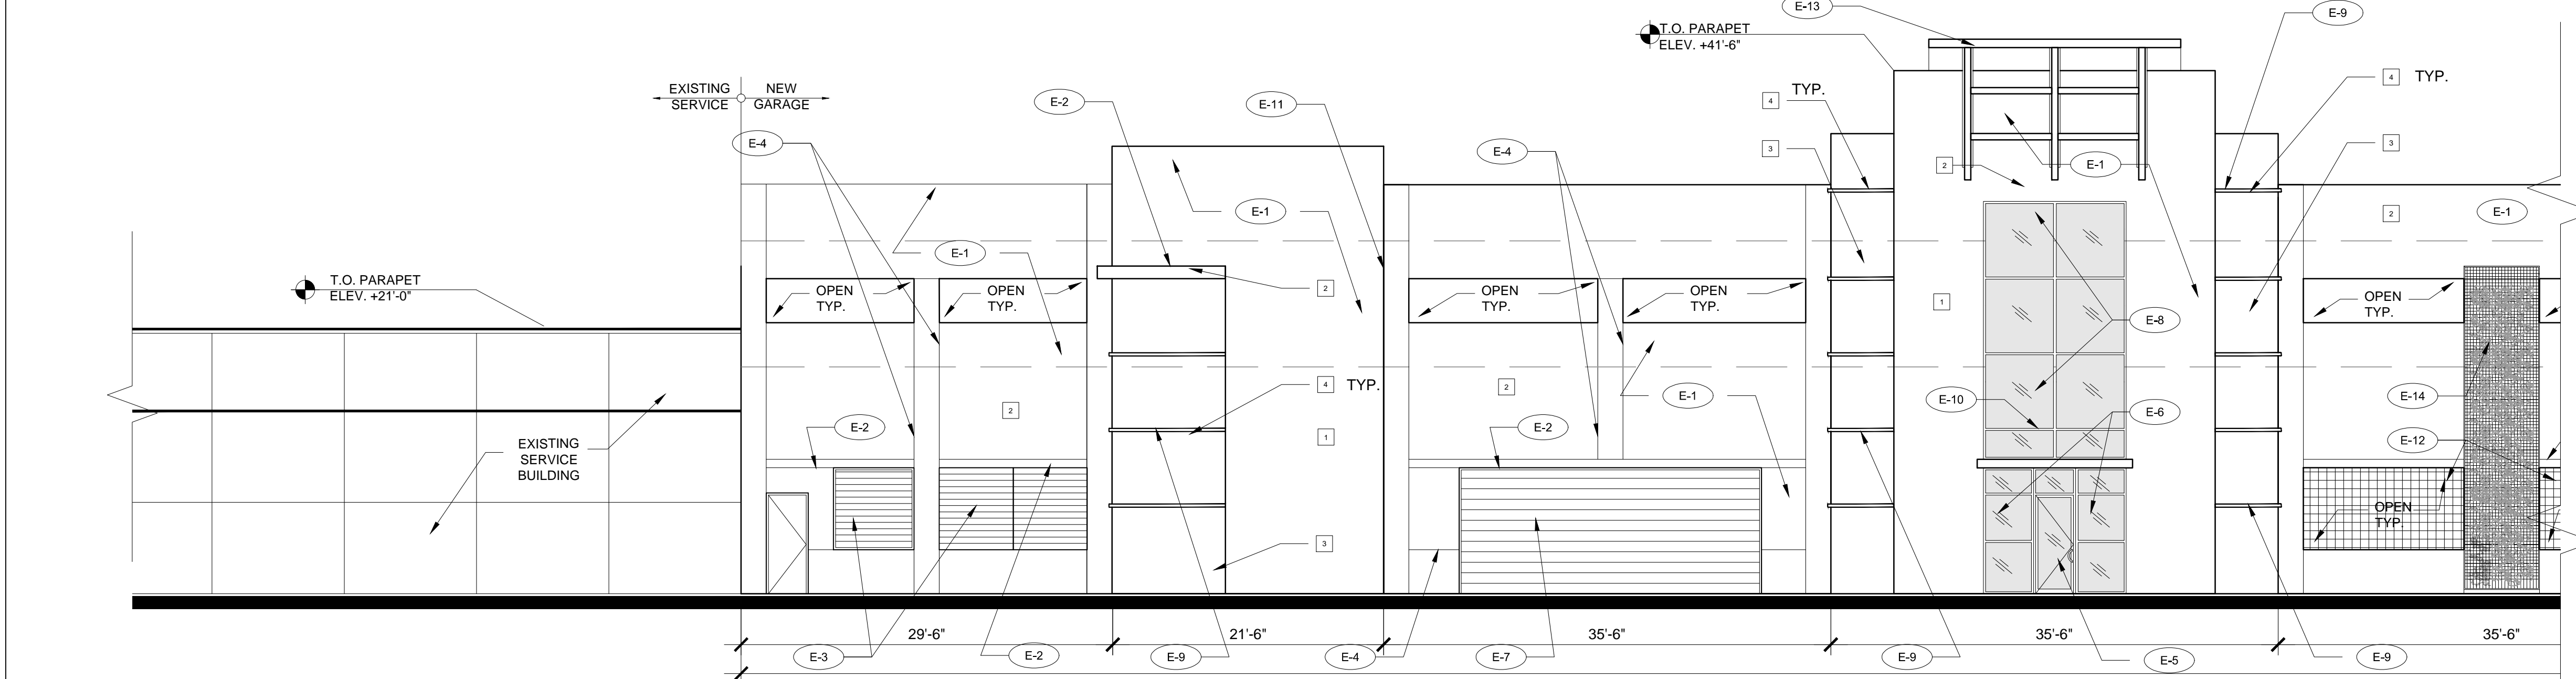 E-13
E-9
T.O. PARAPET
ELEV. +41'-6"
EXISTING
SERVICE
NEW
GARAGE
E-2
E-11
4 TYP.
4 TYP.
E-4
E-4
3
3
2
E-1
E-1
2
E-1
E-1
T.O. PARAPET
ELEV. +21'-0"
OPEN
TYP.
OPEN
TYP.
2
OPEN
TYP.
OPEN
TYP.
1
E-8
OPEN
TYP.
4 TYP.
2
E-1
E-10
E-6
E-14
2
E-2
1
E-2
E-12
EXISTING
SERVICE
BUILDING
OPEN
TYP.
3
29'-6"
21'-6"
35'-6"
35'-6"
35'-6"
E-3
E-2
E-9
E-4
E-7
E-9
E-5
E-9